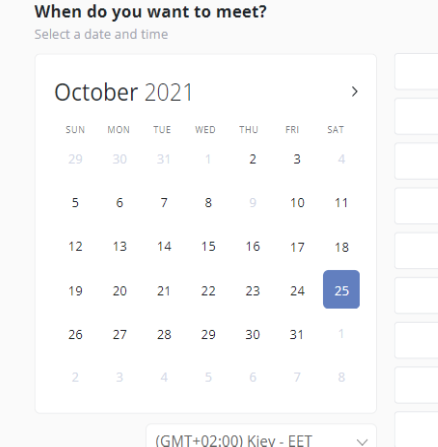 When do you want to meet?
Select a date and time
October 2021
SUN MON TUE WED THU FRI SAT
29 30 31 1 2 3 4
5 6 7 8 9 10 11
12 13 14 15 16 17 18
19 20 21 22 23 24 25
26 27 28 29 30 31 1
2 3 4 5 6 7 8
(GMT+02:00) Kiev - EET